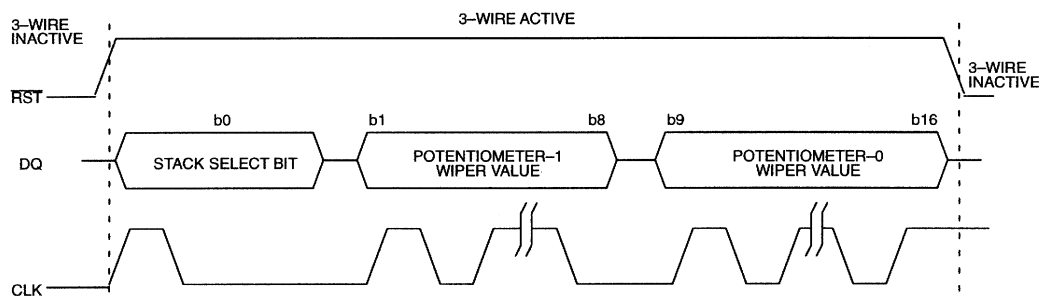 3–WIRE
INACTIVE
3–WIRE ACTIVE
3–WIRE
INACTIVE
RST
b0
b1
b8
b9
b16
DQ
STACK SELECT BIT
POTENTIOMETER–1
WIPER VALUE
POTENTIOMETER–0
WIPER VALUE
CLK